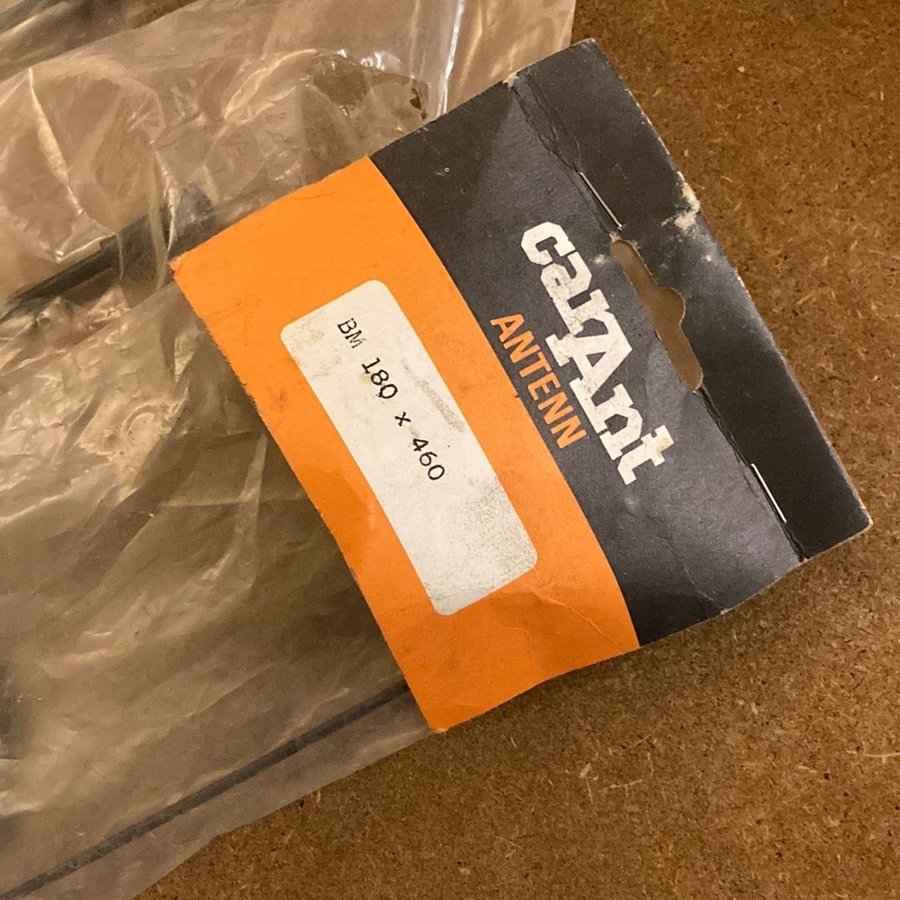 carAnt
ANTENN
BM 180 x 460